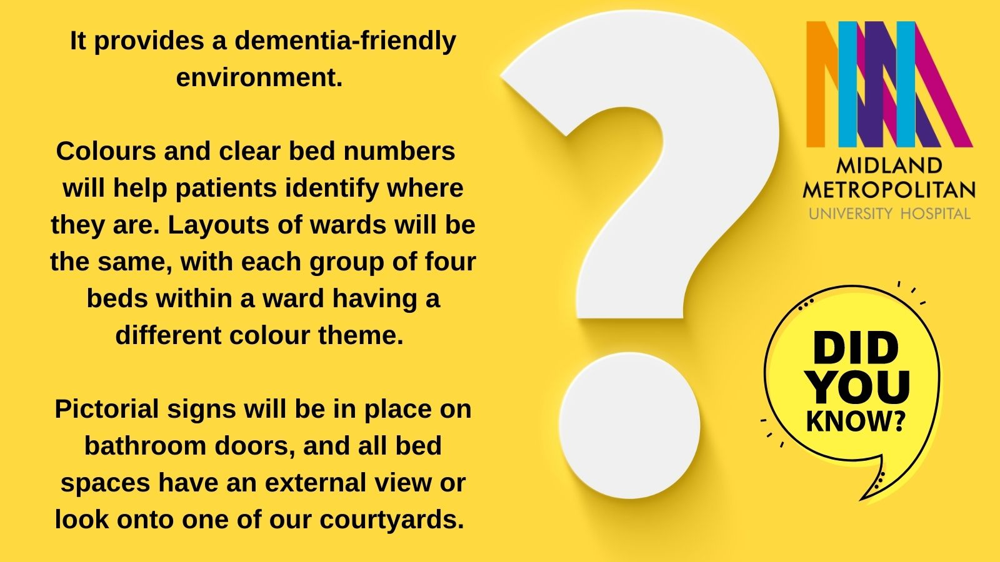 It provides a dementia-friendly
environment.
Colours and clear bed numbers
will help patients identify where
they are. Layouts of wards will be
the same, with each group of four
beds within a ward having a
different colour theme.
Pictorial signs will be in place on
bathroom doors, and all bed
spaces have an external view or
look onto one of our courtyards.
?
MIDLAND
METROPOLITAN
UNIVERSITY HOSPITAL
DID
YOU
KNOW?